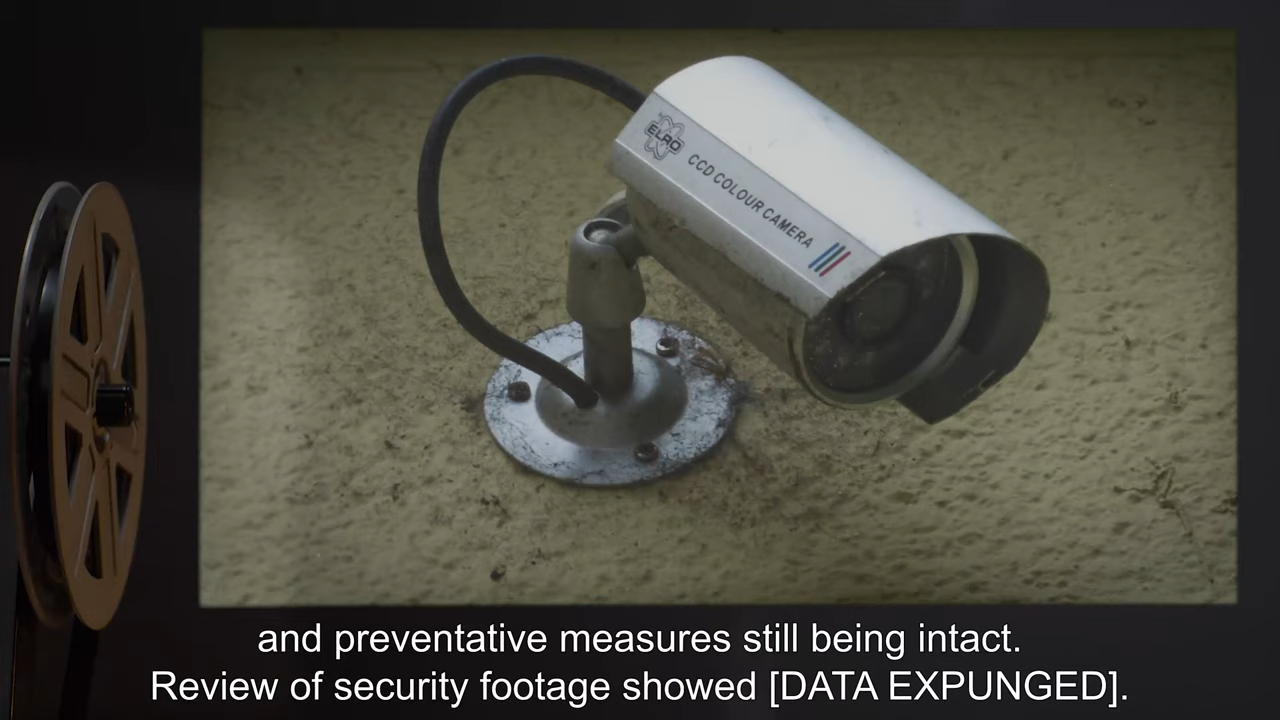 ELRO
CCD COLOUR CAMERA
and preventative measures still being intact.
Review of security footage showed [DATA EXPUNGED].